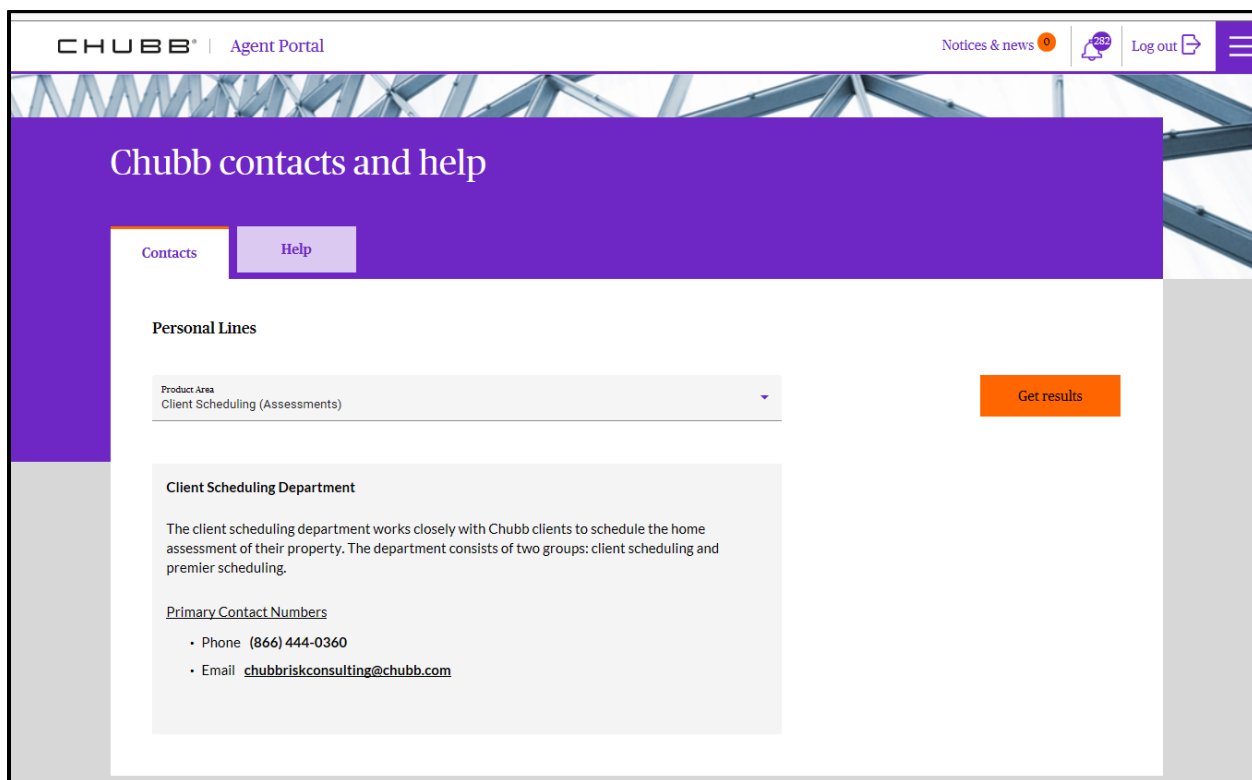 CHUBB® | Agent Portal
Notices & news 0
282
Log out
Chubb contacts and help
Contacts
Help
Personal Lines
Product Area
Client Scheduling (Assessments)
Get results
Client Scheduling Department
The client scheduling department works closely with Chubb clients to schedule the home
assessment of their property. The department consists of two groups: client scheduling and
premier scheduling.
Primary Contact Numbers
• Phone (866) 444-0360
• Email chubbriskconsulting@chubb.com